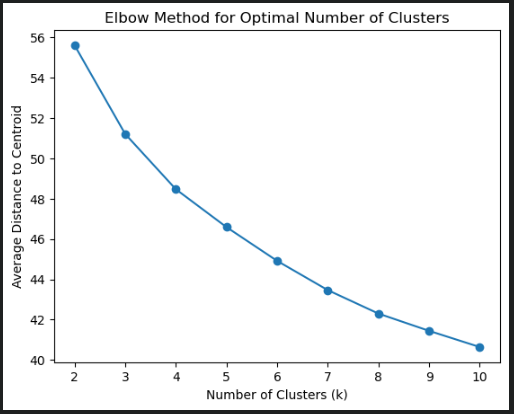 Elbow Method for Optimal Number of Clusters
56
54
52
50
48
46
44
42
40
Average Distance to Centroid
2 3 4 5 6 7 8 9 10
Number of Clusters (k)